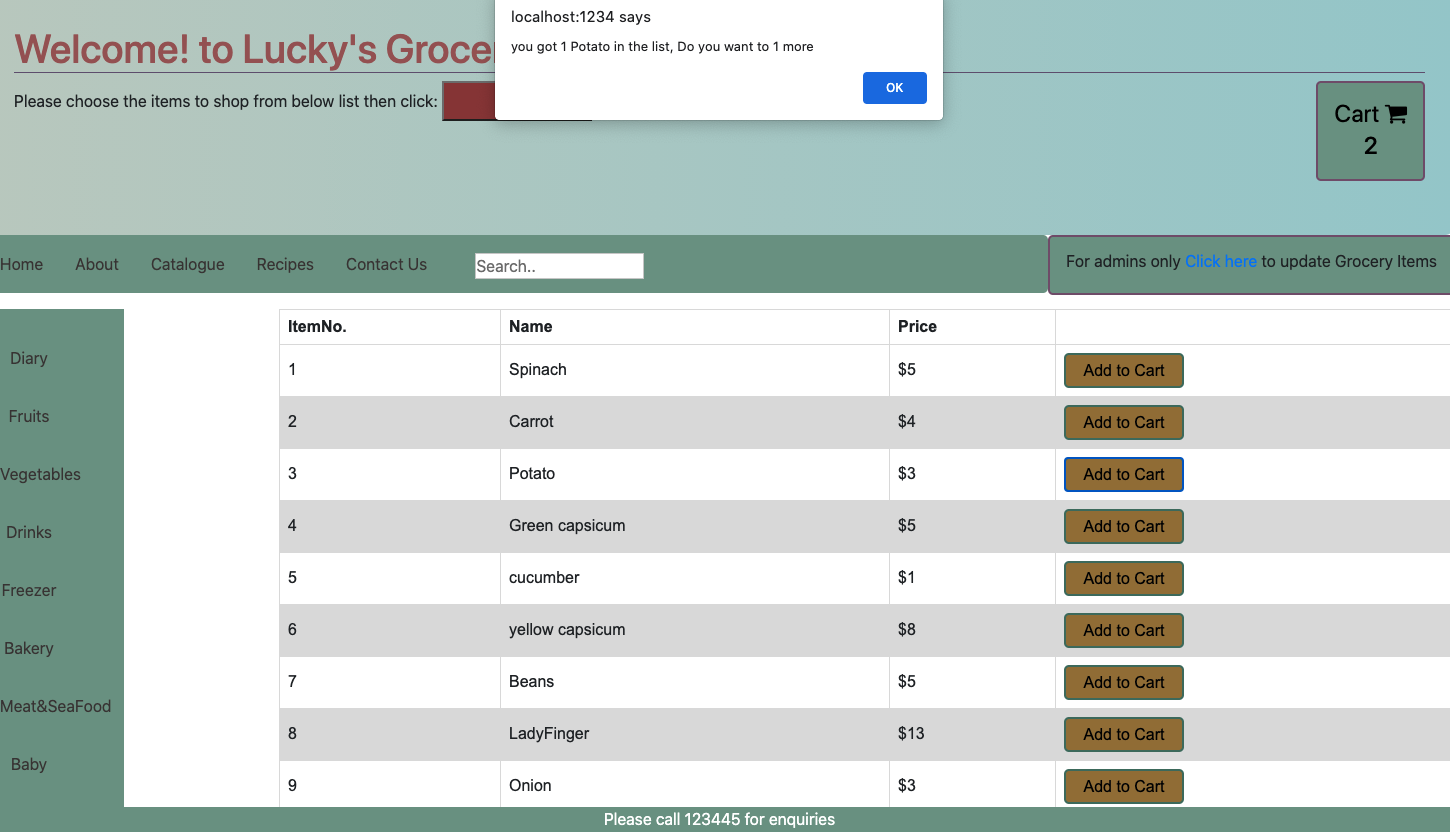 localhost:1234 says
you got 1 Potato in the list, Do you want to 1 more
OK
Welcome! to Lucky's
Please choose the items to shop from below list then click:
Cart
2
Home About Catalogue Recipes Contact Us Search..
For admins only Click here to update Grocery Items
Diary
Fruits
Vegetables
Drinks
Freezer
Bakery
Meat&SeaFood
Baby
ItemNo. Name Price
1 Spinach $5 Add to Cart
2 Carrot $4 Add to Cart
3 Potato $3 Add to Cart
4 Green capsicum $5 Add to Cart
5 cucumber $1 Add to Cart
6 yellow capsicum $8 Add to Cart
7 Beans $5 Add to Cart
8 LadyFinger $13 Add to Cart
9 Onion $3 Add to Cart
Please call 123445 for enquiries